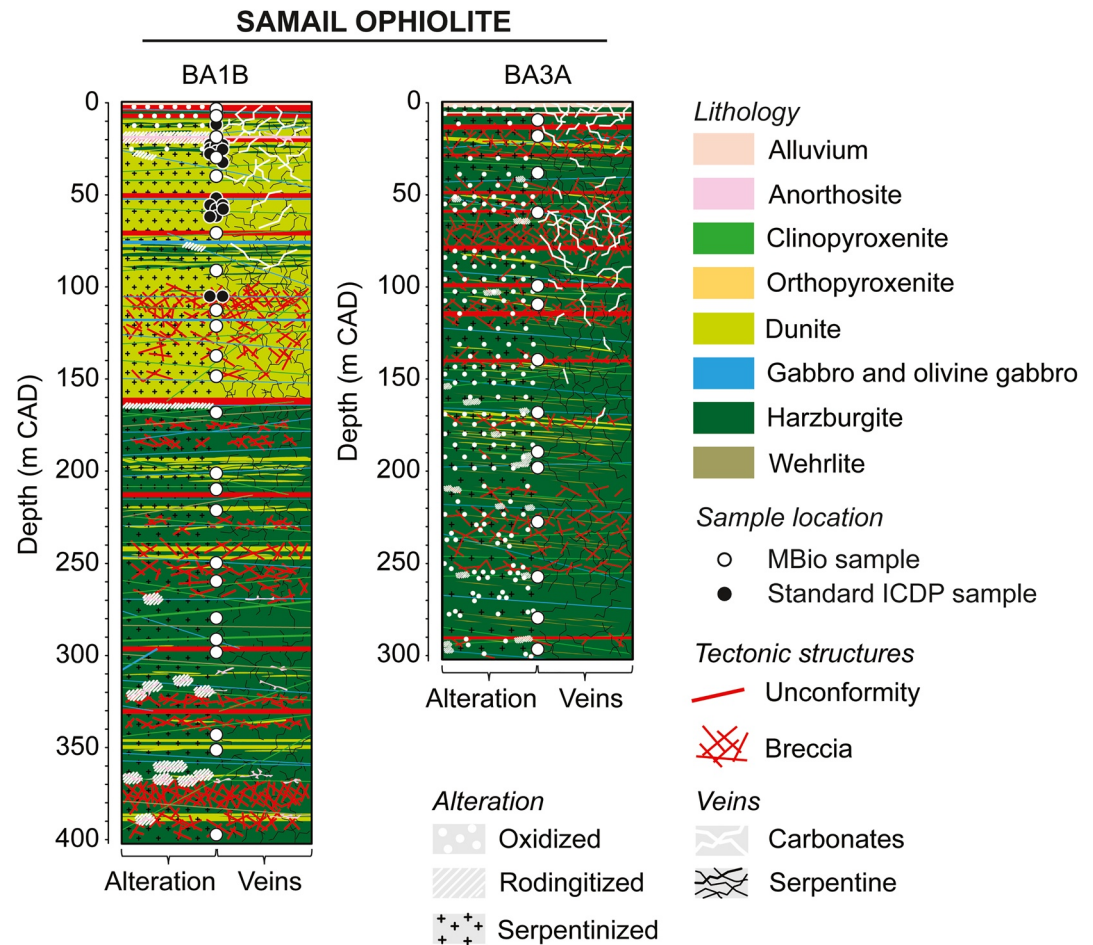 SAMAIL OPHIOLITE
BA1B
BA3A
Depth (m CAD)
0
50
100
150
200
250
300
350
400
Alteration
Veins
Depth (m CAD)
0
50
100
150
200
250
300
Alteration
Veins
Lithology
Alluvium
Anorthosite
Clinopyroxenite
Orthopyroxenite
Dunite
Gabbro and olivine gabbro
Harzburgite
Wehrlite
Sample location
MBio sample
Standard ICDP sample
Tectonic structures
Unconformity
Breccia
Alteration
Oxidized
Rodingitized
Serpentinized
Veins
Carbonates
Serpentine